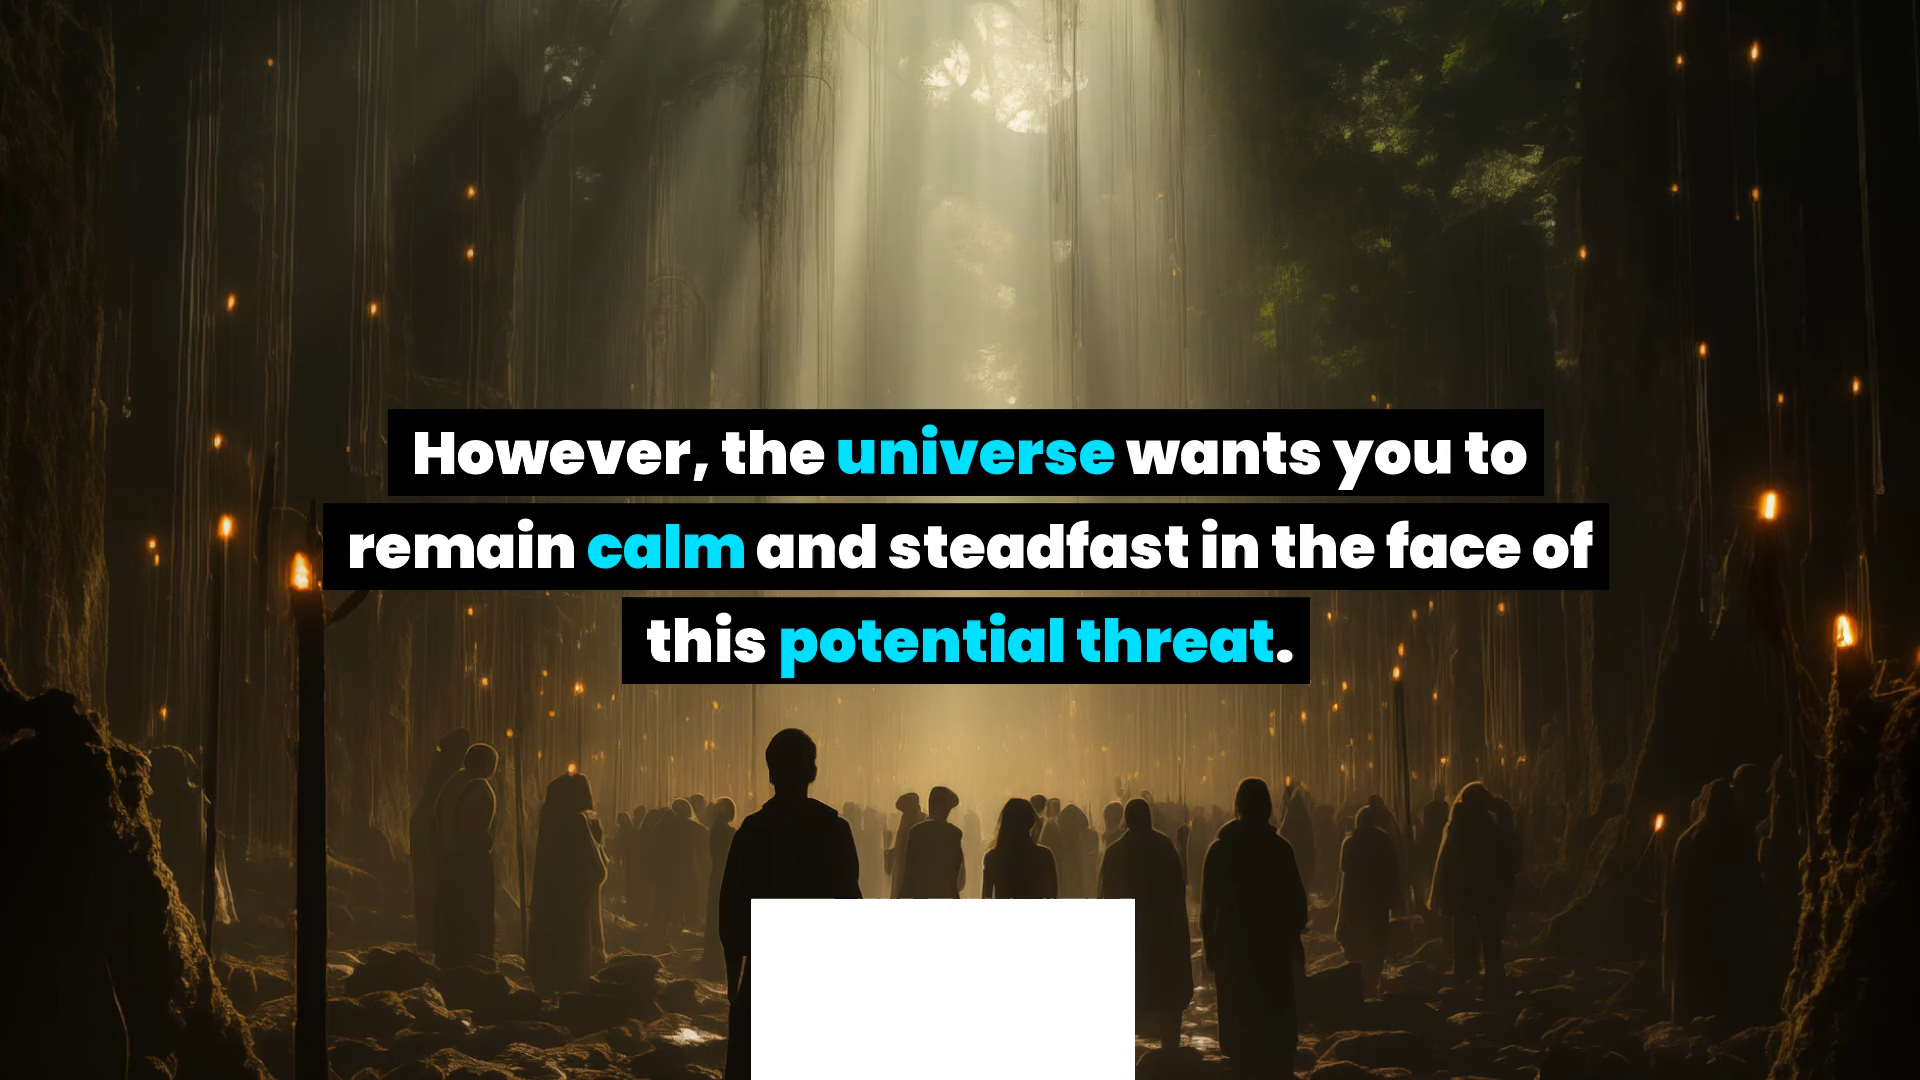 However, the universe wants you to
remain calm and steadfast in the face of
this potential threat.